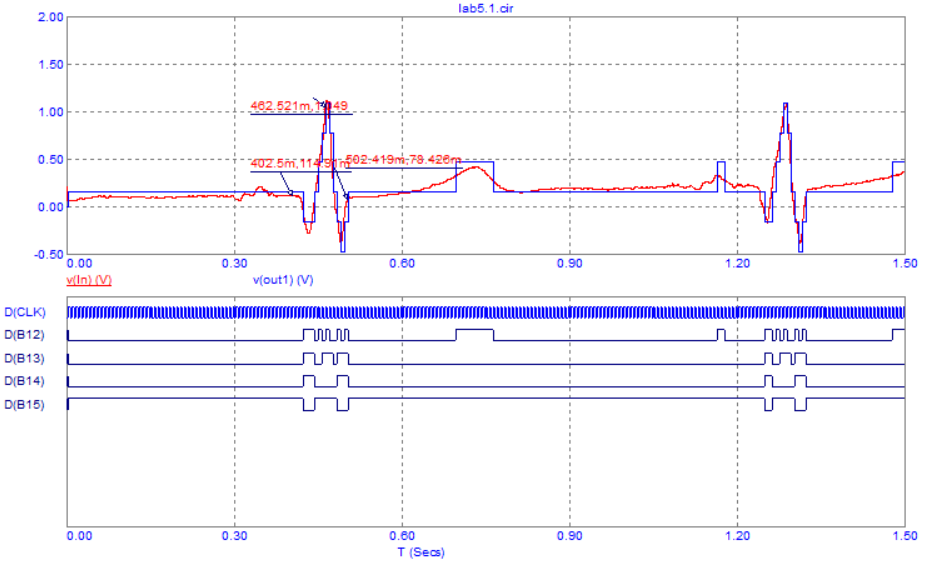 lab5.1.cir
2.00
1.50
1.00
0.50
0.00
-0.50
462.521m,1.149
402.5m,114.91m
502.419m,78.426m
0.00 0.30 0.60 0.90 1.20 1.50
v(In) (V) v(out1) (V)
D(CLK)
D(B12)
D(B13)
D(B14)
D(B15)
0.00 0.30 0.60 0.90 1.20 1.50
T (Secs)